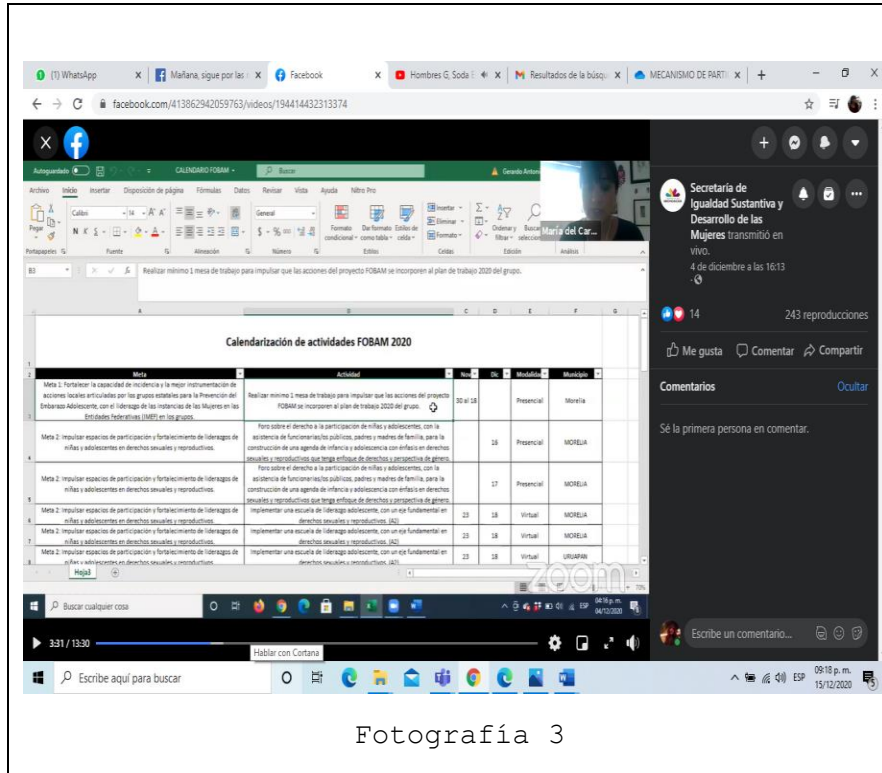 (1) WhatsApp
Mañana, sigue por las
Facebook
Hombres G, Soda E
Resultados de la búsqu
MECANISMO DE PARTI
facebook.com/413862942059763/videos/194414432313374
Autoguardado
CALENDARIO FOBAM
Buscar
Gerardo Antoni
Archivo Inicio Insertar Disposición de página Fórmulas Datos Revisar Vista Ayuda Nitro Pro
Pegar
Calibri
14
N K S
General
Formato condicional
Dar formato como tabla
Estilos de celda
Insertar
Eliminar
Formato
Ordenar y filtrar
Buscar y seleccion
María del Car...
Portapapeles Fuente Alineación Número Estilos Celdas Edición Análisis
B3
Realizar mínimo 1 mesa de trabajo para impulsar que las acciones del proyecto FOBAM se incorporen al plan de trabajo 2020 del grupo.
A B C D E F G
Calendarización de actividades FOBAM 2020
Meta Actividad Nov Dic Modalidad Municipio
Meta 1: Fortalecer la capacidad de incidencia y la mejor instrumentación de acciones locales articuladas por los grupos estatales para la Prevención del Embarazo Adolescente, con el liderazgo de las instancias de las Mujeres en las Entidades Federativas (IMEF) en los grupos.
Realizar mínimo 1 mesa de trabajo para impulsar que las acciones del proyecto FOBAM se incorporen al plan de trabajo 2020 del grupo.
30 al 18 Presencial Morelia
Meta 2: Impulsar espacios de participación y fortalecimiento de liderazgos de niñas y adolescentes en derechos sexuales y reproductivos.
Foro sobre el derecho a la participación de niñas y adolescentes, con la asistencia de funcionarias/os públicos, padres y madres de familia, para la construcción de una agenda de infancia y adolescencia con énfasis en derechos sexuales y reproductivos que tenga enfoque de derechos y perspectiva de género.
16 Presencial MORELIA
Meta 2: Impulsar espacios de participación y fortalecimiento de liderazgos de niñas y adolescentes en derechos sexuales y reproductivos.
Foro sobre el derecho a la participación de niñas y adolescentes, con la asistencia de funcionarias/os públicos, padres y madres de familia, para la construcción de una agenda de infancia y adolescencia con énfasis en derechos sexuales y reproductivos que tenga enfoque de derechos y perspectiva de género.
17 Presencial MORELIA
Meta 2: Impulsar espacios de participación y fortalecimiento de liderazgos de niñas y adolescentes en derechos sexuales y reproductivos.
Implementar una escuela de liderazgo adolescente, con un eje fundamental en derechos sexuales y reproductivos. (A2)
23 18 Virtual MORELIA
Meta 2: Impulsar espacios de participación y fortalecimiento de liderazgos de niñas y adolescentes en derechos sexuales y reproductivos.
Implementar una escuela de liderazgo adolescente, con un eje fundamental en derechos sexuales y reproductivos. (A2)
23 18 Virtual MORELIA
Meta 2: Impulsar espacios de participación y fortalecimiento de liderazgos de niñas y adolescentes en derechos sexuales y reproductivos.
Implementar una escuela de liderazgo adolescente, con un eje fundamental en derechos sexuales y reproductivos. (A2)
23 18 Virtual URUAPAN
Hoja3
zoom
70%
Buscar cualquier cosa
ESP
04:16 p. m.
04/12/2020
3:31 / 13:30
Hablar con Cortana
Secretaría de
Igualdad Sustantiva y
Desarrollo de las
Mujeres transmitió en
vivo.
4 de diciembre a las 16:13
14 243 reproducciones
Me gusta Comentar Compartir
Comentarios Ocultar
Sé la primera persona en comentar.
Escribe un comentario...
Escribe aquí para buscar
ESP
09:18 p. m.
15/12/2020
Fotografía 3